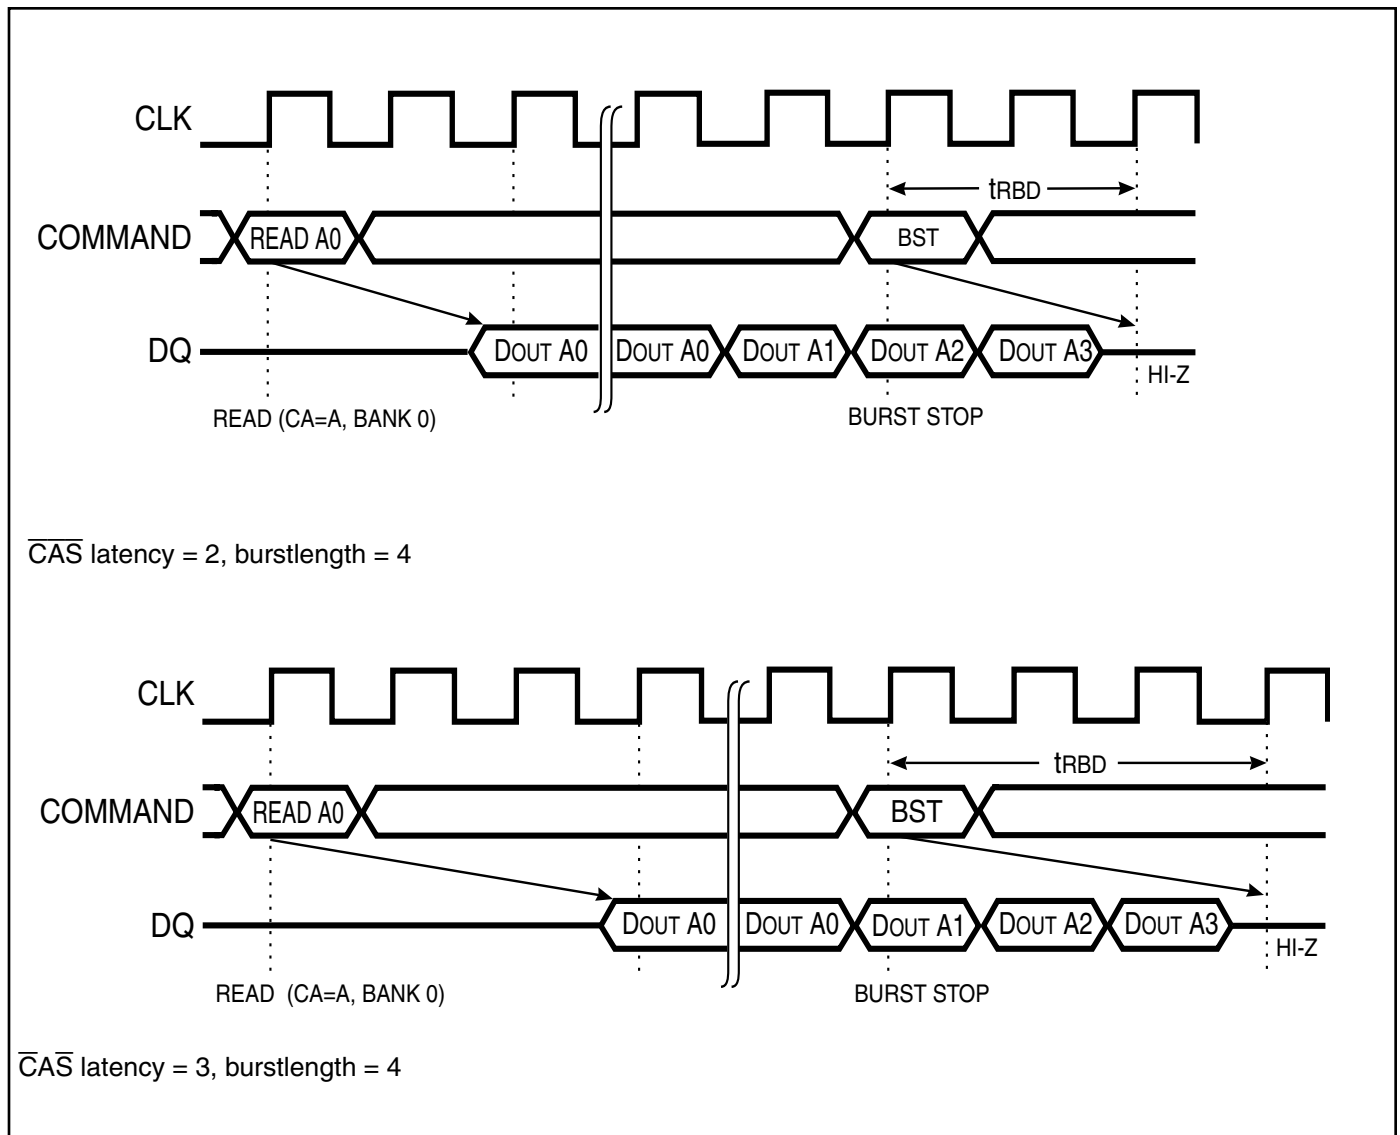 CLK
tRBD
COMMAND READ A0 BST
DQ DOUT A0 DOUT A0 DOUT A1 DOUT A2 DOUT A3 HI-Z
READ (CA=A, BANK 0) BURST STOP
C̅A̅S̅ latency = 2, burstlength = 4
CLK
tRBD
COMMAND READ A0 BST
DQ DOUT A0 DOUT A0 DOUT A1 DOUT A2 DOUT A3 HI-Z
READ (CA=A, BANK 0) BURST STOP
C̅AS̅ latency = 3, burstlength = 4